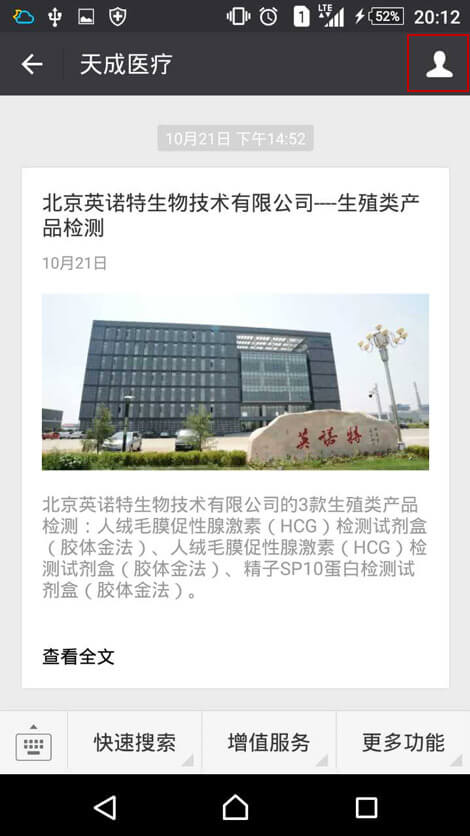 1
LTE
52%
20:12
天成医疗
10月21日 下午14:52
北京英诺特生物技术有限公司----生殖类产
品检测
10月21日
英诺特
北京英诺特生物技术有限公司的3款生殖类产品
检测：人绒毛膜促性腺激素（HCG）检测试剂盒
（胶体金法）、人绒毛膜促性腺激素（HCG）检
测试剂盒（胶体金法）、精子SP10蛋白检测试
剂盒（胶体金法）。
查看全文
快速搜索
增值服务
更多功能